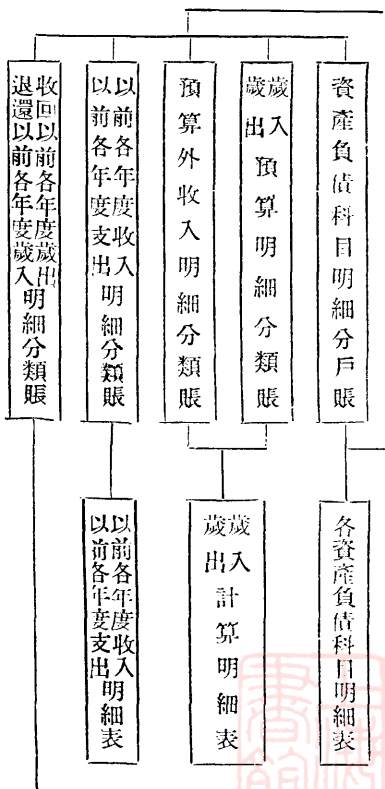 資產負債科目明細分戶賬
歲入
歲出
預算明細分類賬
預算外收入明細分類賬
以前各年度收入
以前各年度支出
明細分類賬
收回以前各年度歲出
退還以前各年度歲入
明細分類賬
各資產負債科目明細表
歲入
歲出
計算明細表
以前各年度收入
以前各年度支出
明細表